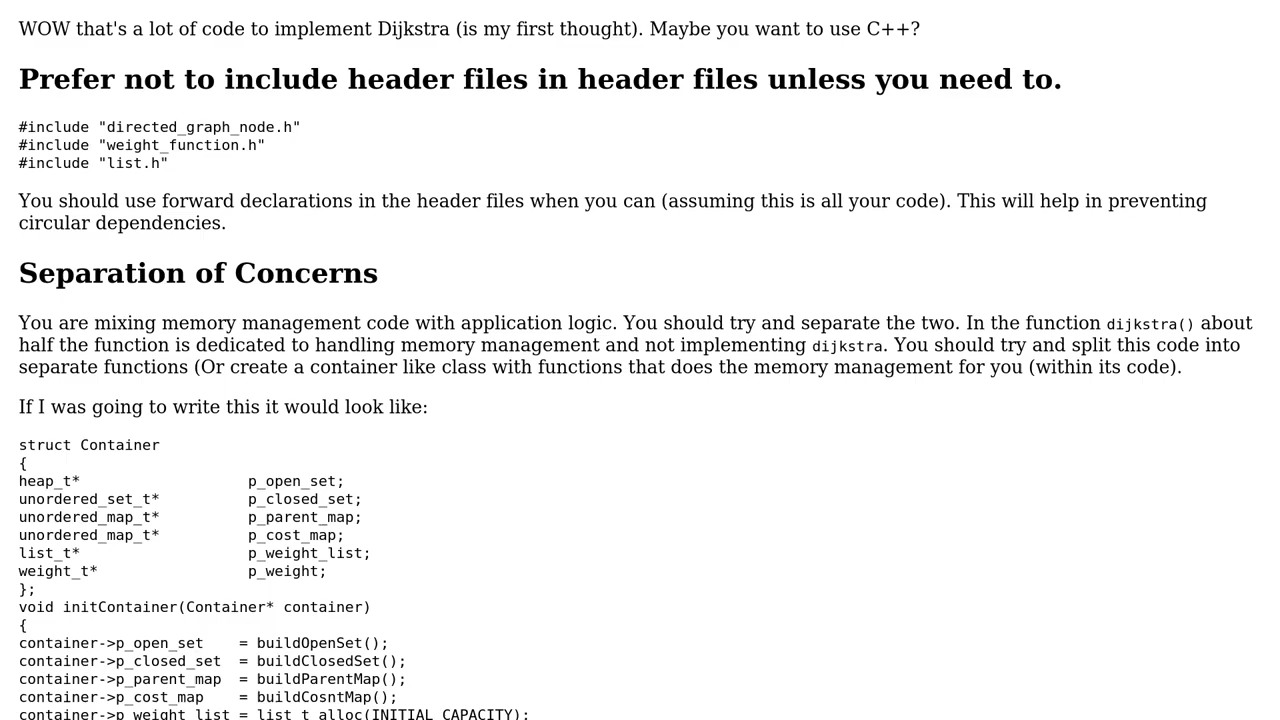 WOW that's a lot of code to implement Dijkstra (is my first thought). Maybe you want to use C++?
Prefer not to include header files in header files unless you need to.
#include "directed_graph_node.h"
#include "weight_function.h"
#include "list.h"
You should use forward declarations in the header files when you can (assuming this is all your code). This will help in preventing
circular dependencies.
Separation of Concerns
You are mixing memory management code with application logic. You should try and separate the two. In the function dijkstra() about
half the function is dedicated to handling memory management and not implementing dijkstra. You should try and split this code into
separate functions (Or create a container like class with functions that does the memory management for you (within its code).
If I was going to write this it would look like:
struct Container
{
heap_t*                   p_open_set;
unordered_set_t*          p_closed_set;
unordered_map_t*          p_parent_map;
unordered_map_t*          p_cost_map;
list_t*                   p_weight_list;
weight_t*                 p_weight;
};
void initContainer(Container* container)
{
container->p_open_set    = buildOpenSet();
container->p_closed_set  = buildClosedSet();
container->p_parent_map  = buildParentMap();
container->p_cost_map    = buildCosntMap();
container->p_weight_list = list_t_alloc(INITIAL_CAPACITY);